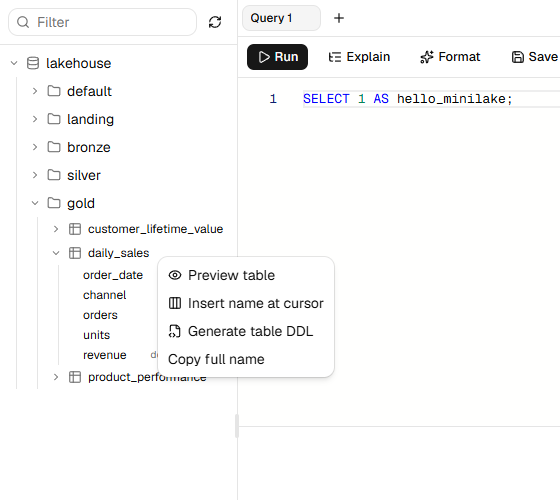 Filter
lakehouse
default
landing
bronze
silver
gold
customer_lifetime_value
daily_sales
order_date
channel
orders
units
revenue
product_performance
Preview table
Insert name at cursor
Generate table DDL
Copy full name
Query 1
Run Explain Format Save
1 SELECT 1 AS hello_minilake;